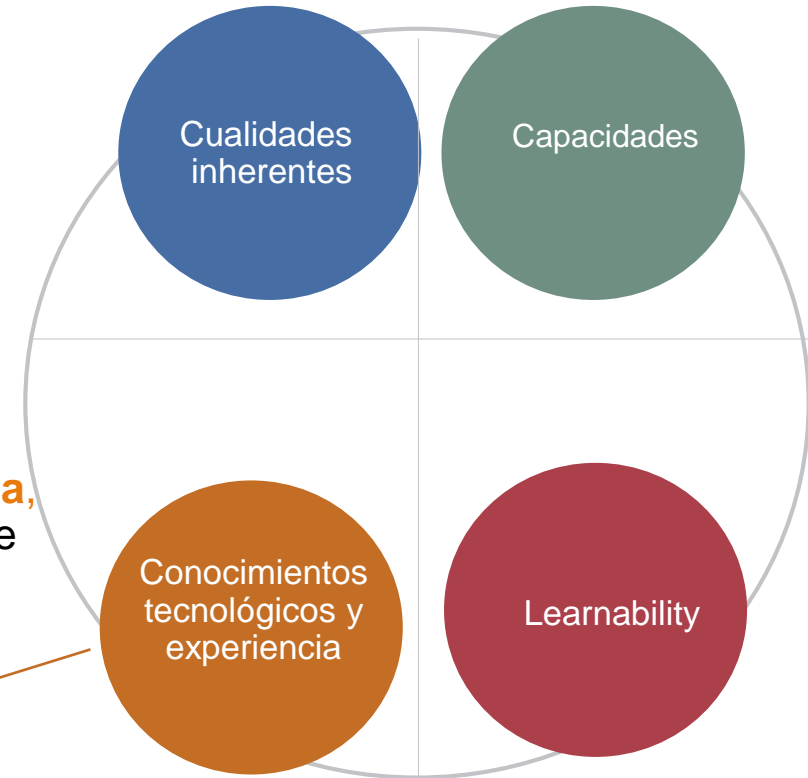 Cualidades
inherentes
Capacidades
a,
e
Conocimientos
tecnológicos y
experiencia
Learnability